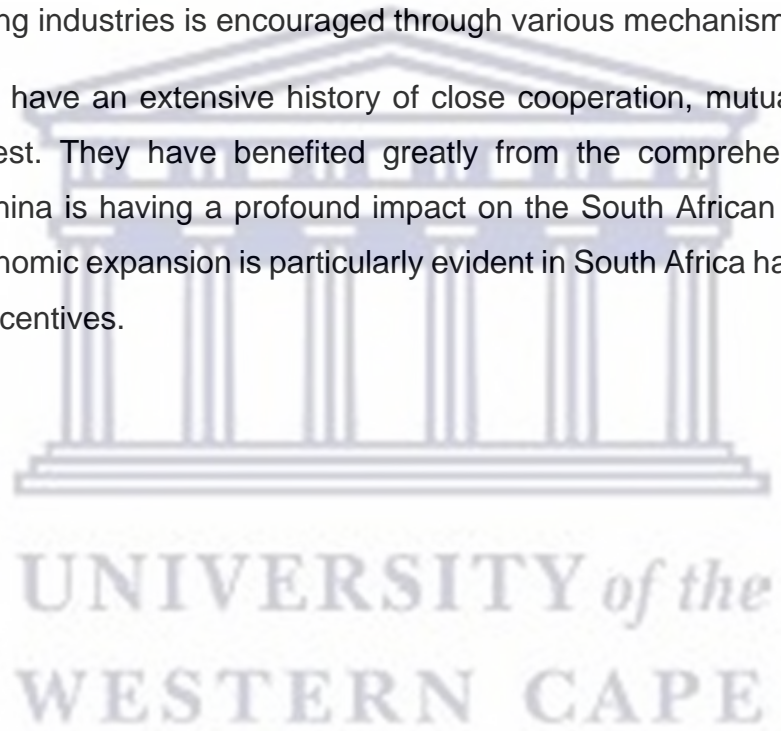 ng industries is encouraged through various mechanism
have an extensive history of close cooperation, mutua
est. They have benefited greatly from the comprehe
hina is having a profound impact on the South African
nomic expansion is particularly evident in South Africa ha
centives.
UNIVERSITY of the
WESTERN CAPE